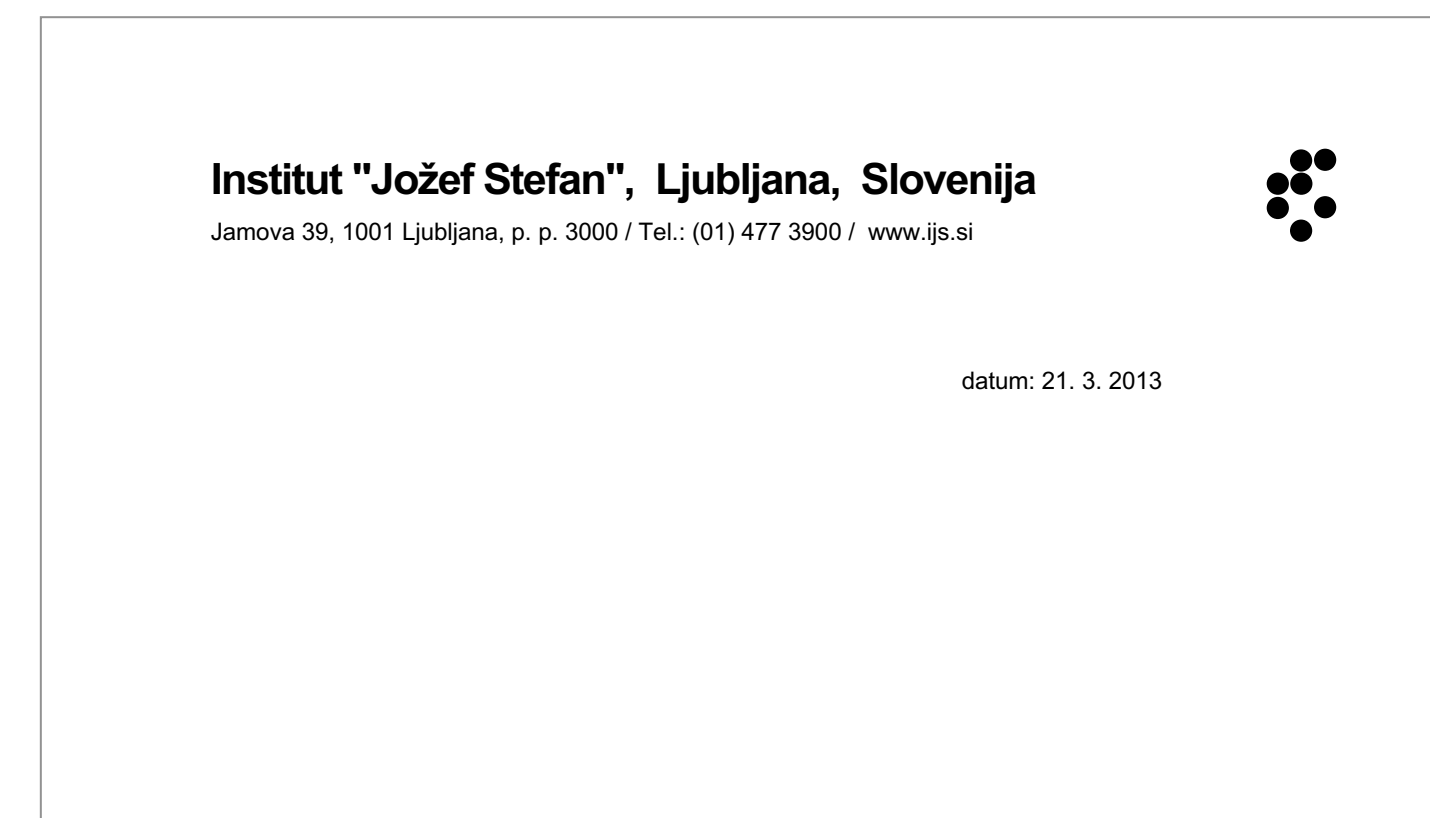 Institut "Jožef Stefan", Ljubljana, Slovenija
Jamova 39, 1001 Ljubljana, p. p. 3000 / Tel.: (01) 477 3900 / www.ijs.si
datum: 21. 3. 2013